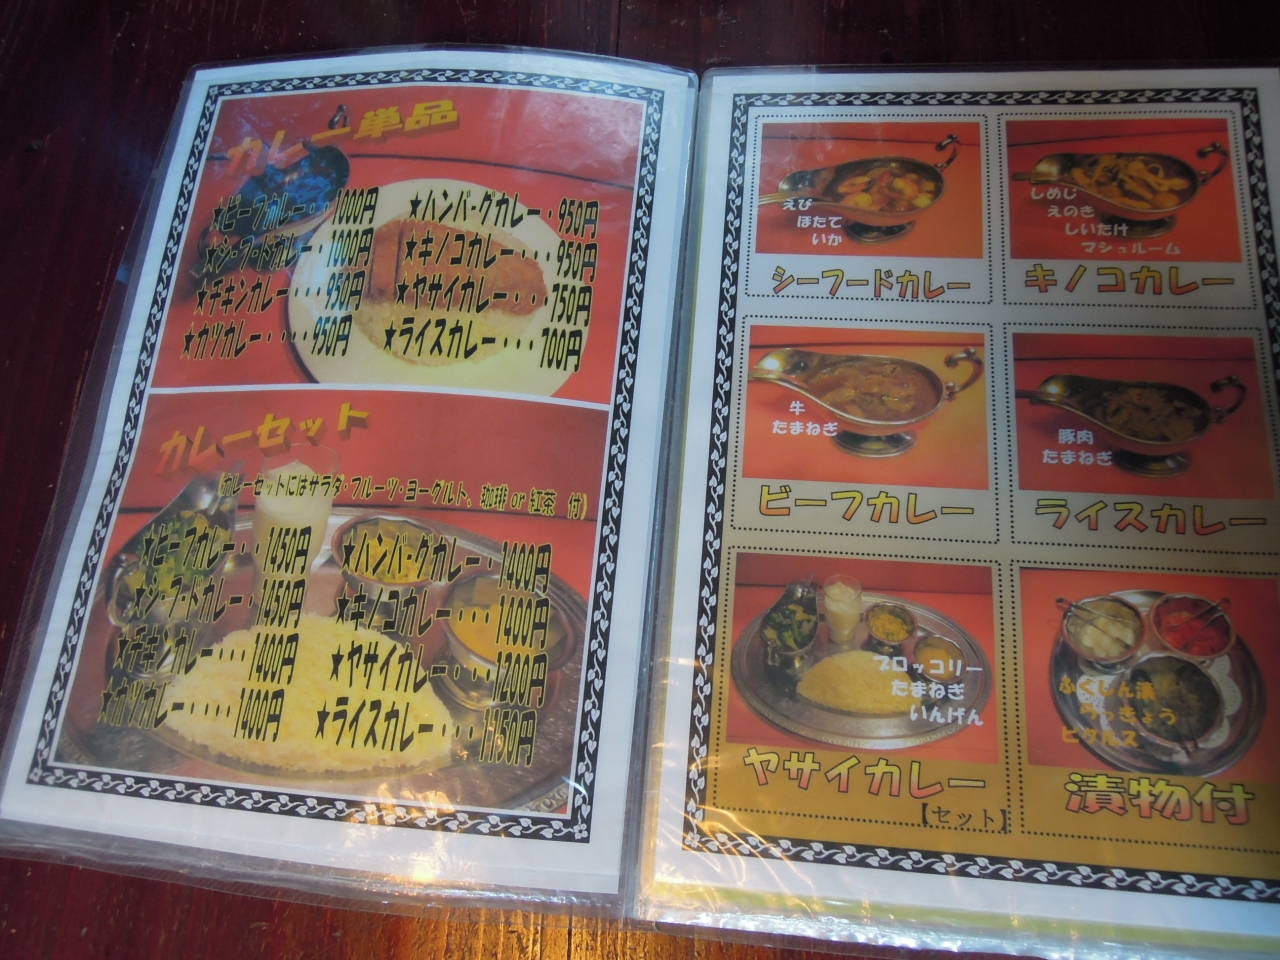 カレー単品
★ビーフカレー・・1000円
★シーフードカレー・1000円
★チキンカレー・・・950円
★カツカレー・・・・950円
★ハンバーグカレー・950円
★キノコカレー・・・950円
★ヤサイカレー・・・750円
★ライスカレー・・・700円
カレーセット
(カレーセットにはサラダ・フルーツ・ヨーグルト、珈琲 or 紅茶 付)
★ビーフカレー・・1450円
★シーフードカレー・1450円
★チキンカレー・・・1400円
★カツカレー・・・・1400円
★ハンバーグカレー・1400円
★キノコカレー・・・1400円
★ヤサイカレー・・・1200円
★ライスカレー・・・1150円
えび
ほたて
いか
シーフードカレー
しめじ
えのき
しいたけ
マシュルーム
キノコカレー
牛
たまねぎ
ビーフカレー
豚肉
たまねぎ
ライスカレー
ブロッコリー
たまねぎ
いんげん
ヤサイカレー
【セット】
ふくしん漬
らっきょう
ピクルス
漬物付